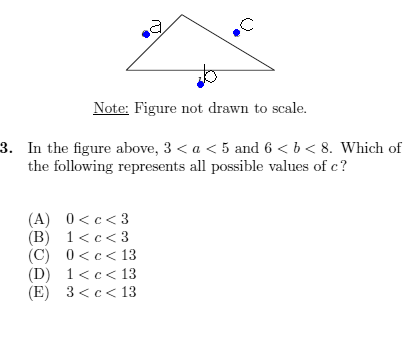 a
c
b
Note: Figure not drawn to scale.
3. In the figure above, 3 < a < 5 and 6 < b < 8. Which of
the following represents all possible values of c?
(A) 0 < c < 3
(B) 1 < c < 3
(C) 0 < c < 13
(D) 1 < c < 13
(E) 3 < c < 13